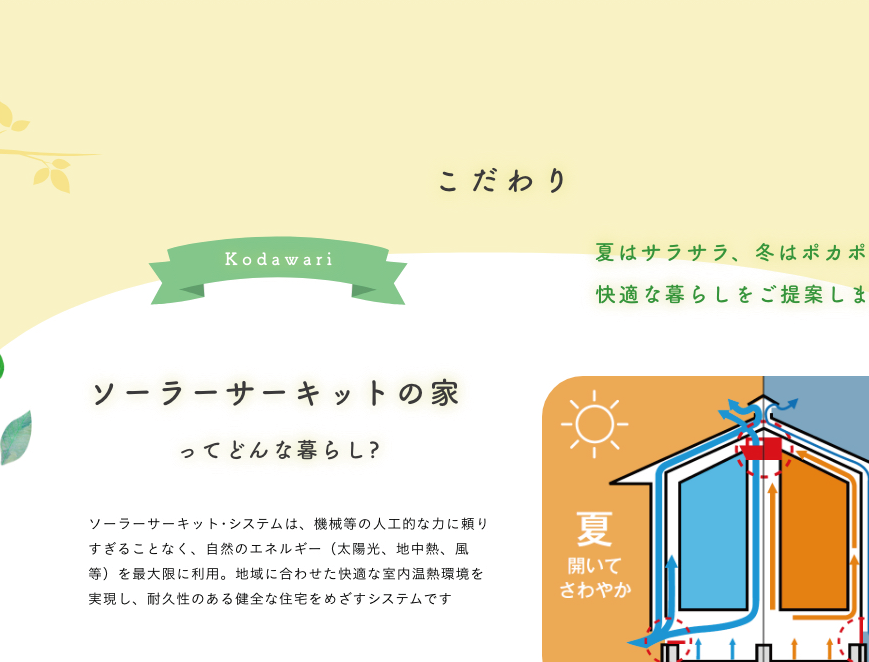 こだわり
Kodawari
夏はサラサラ、冬はポカポ
快適な暮らしをご提案しま
ソーラーサーキットの家
ってどんな暮らし?
ソーラーサーキット･システムは、機械等の人工的な力に頼り
すぎることなく、自然のエネルギー（太陽光、地中熱、風
等）を最大限に利用。地域に合わせた快適な室内温熱環境を
実現し、耐久性のある健全な住宅をめざすシステムです
夏
開いて
さわやか